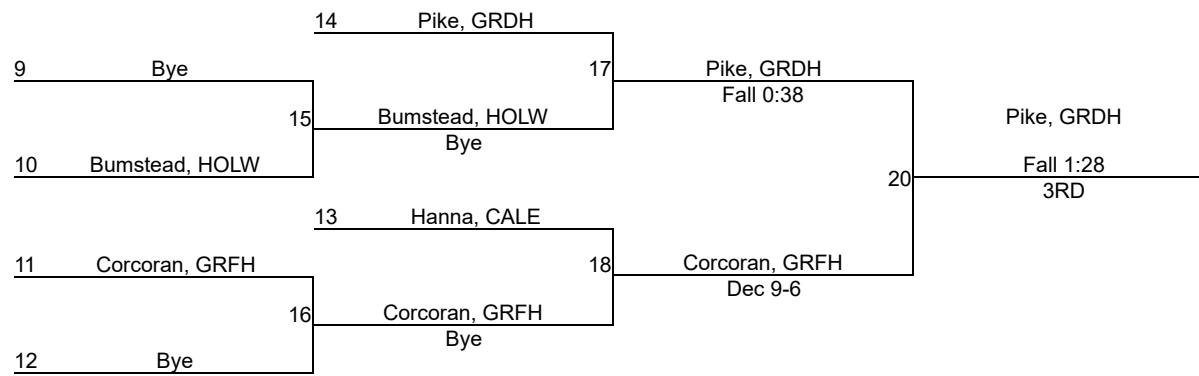 14 Pike, GRDH
9 Bye
17 Pike, GRDH
Fall 0:38
15 Bumstead, HOLW
Bye
Pike, GRDH
10 Bumstead, HOLW
Fall 1:28
20
3RD
13 Hanna, CALE
11 Corcoran, GRFH
18 Corcoran, GRFH
Dec 9-6
16 Corcoran, GRFH
Bye
12 Bye